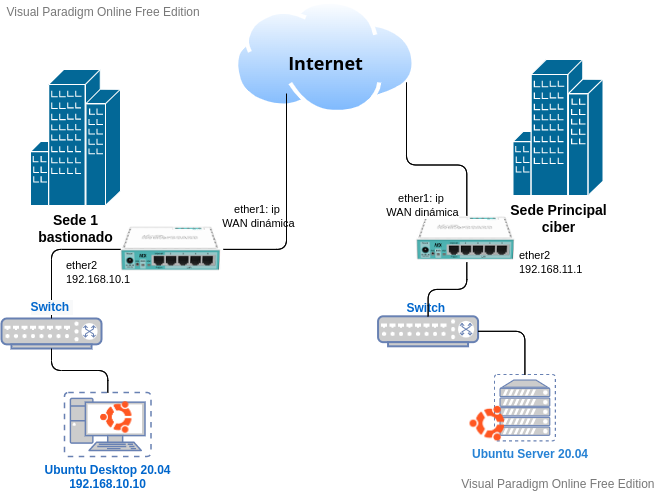 Visual Paradigm Online Free Edition
Internet
Sede 1
bastionado
ether1: ip
WAN dinámica
ether2
192.168.10.1
Switch
Ubuntu Desktop 20.04
192.168.10.10
Sede Principal
ciber
ether1: ip
WAN dinámica
ether2
192.168.11.1
Switch
Ubuntu Server 20.04
Visual Paradigm Online Free Edition